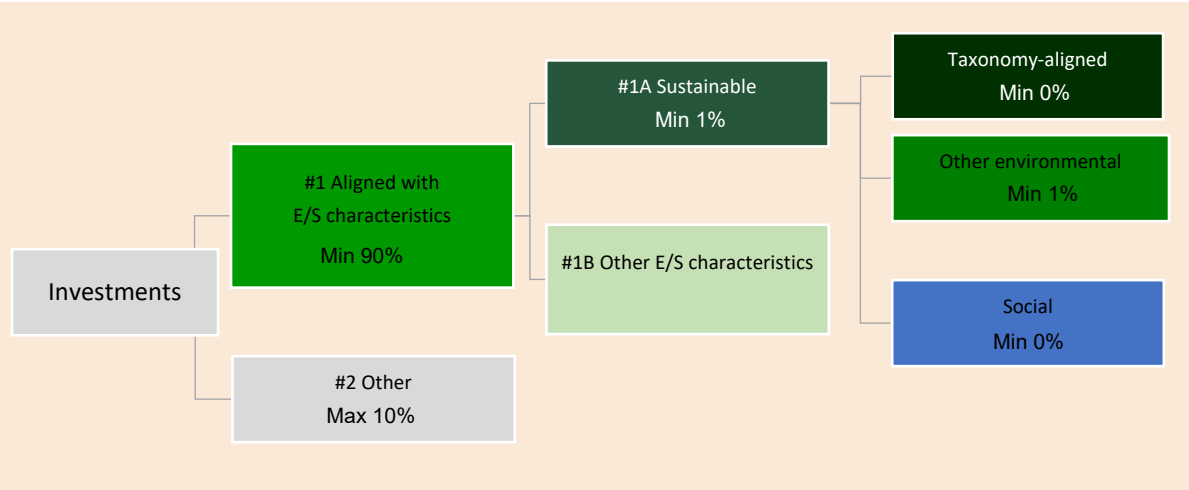 Investments
#1 Aligned with
E/S characteristics
Min 90%
#2 Other
Max 10%
#1A Sustainable
Min 1%
#1B Other E/S characteristics
Taxonomy-aligned
Min 0%
Other environmental
Min 1%
Social
Min 0%